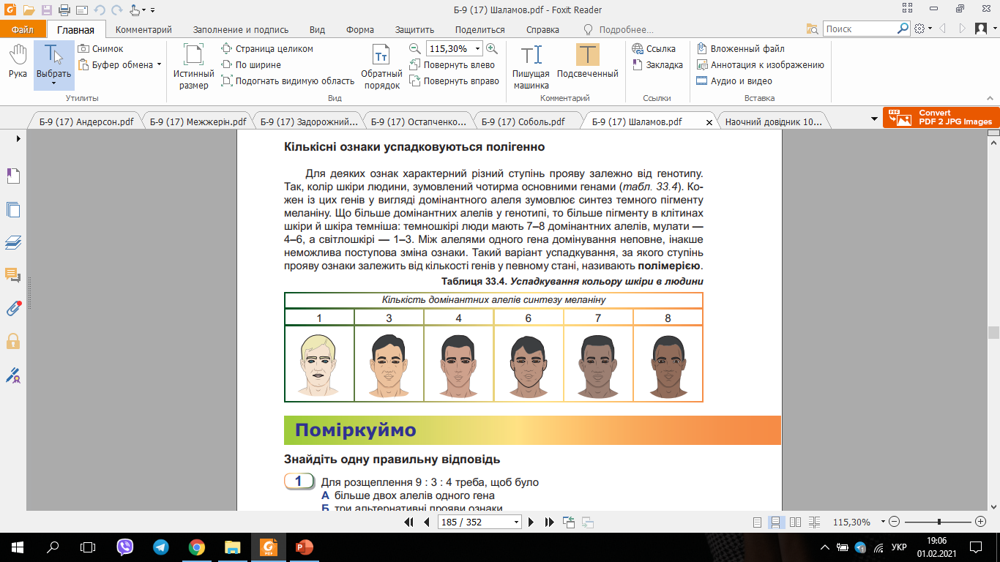 Б-9 (17) Шаламов.pdf - Foxit Reader
Файл Главная Комментарий Заполнение и подпись Вид Форма Защитить Поделиться Справка Подробнее... Поиск
Рука
Выбрать
Снимок
Буфер обмена
Утилиты
Истинный размер
Страница целиком
По ширине
Подогнать видимую область
Обратный порядок
115,30%
Повернуть влево
Повернуть вправо
Вид
Пишущая машинка
Подсвеченный
Комментарий
Ссылка
Закладка
Ссылки
Вложенный файл
Аннотация к изображению
Аудио и видео
Вставка
Б-9 (17) Андерсон.pdf Б-9 (17) Межжерін.pdf Б-9 (17) Задорожний... Б-9 (17) Остапченко... Б-9 (17) Соболь.pdf Б-9 (17) Шаламов.pdf Наочний довідник 10...
PDF Convert
PDF 2 JPG Images
Кількісні ознаки успадковуються полігенно
Для деяких ознак характерний різний ступінь прояву залежно від генотипу.
Так, колір шкіри людини, зумовлений чотирма основними генами (табл. 33.4). Ко-
жен із цих генів у вигляді домінантного алеля зумовлює синтез темного пігменту
меланіну. Що більше домінантних алелів у генотипі, то більше пігменту в клітинах
шкіри й шкіра темніша: темношкірі люди мають 7–8 домінантних алелів, мулати —
4–6, а світлошкірі — 1–3. Між алелями одного гена домінування неповне, інакше
неможлива поступова зміна ознаки. Такий варіант успадкування, за якого ступінь
прояву ознаки залежить від кількості генів у певному стані, називають полімерією.
Таблиця 33.4. Успадкування кольору шкіри в людини
Кількість домінантних алелів синтезу меланіну
1 3 4 6 7 8
Поміркуймо
Знайдіть одну правильну відповідь
1 Для розщеплення 9 : 3 : 4 треба, щоб було
А більше двох алелів одного гена
Б три альтернативні прояви ознаки
185 / 352
115,30%
PDF
P
1
УКР
19:06
01.02.2021